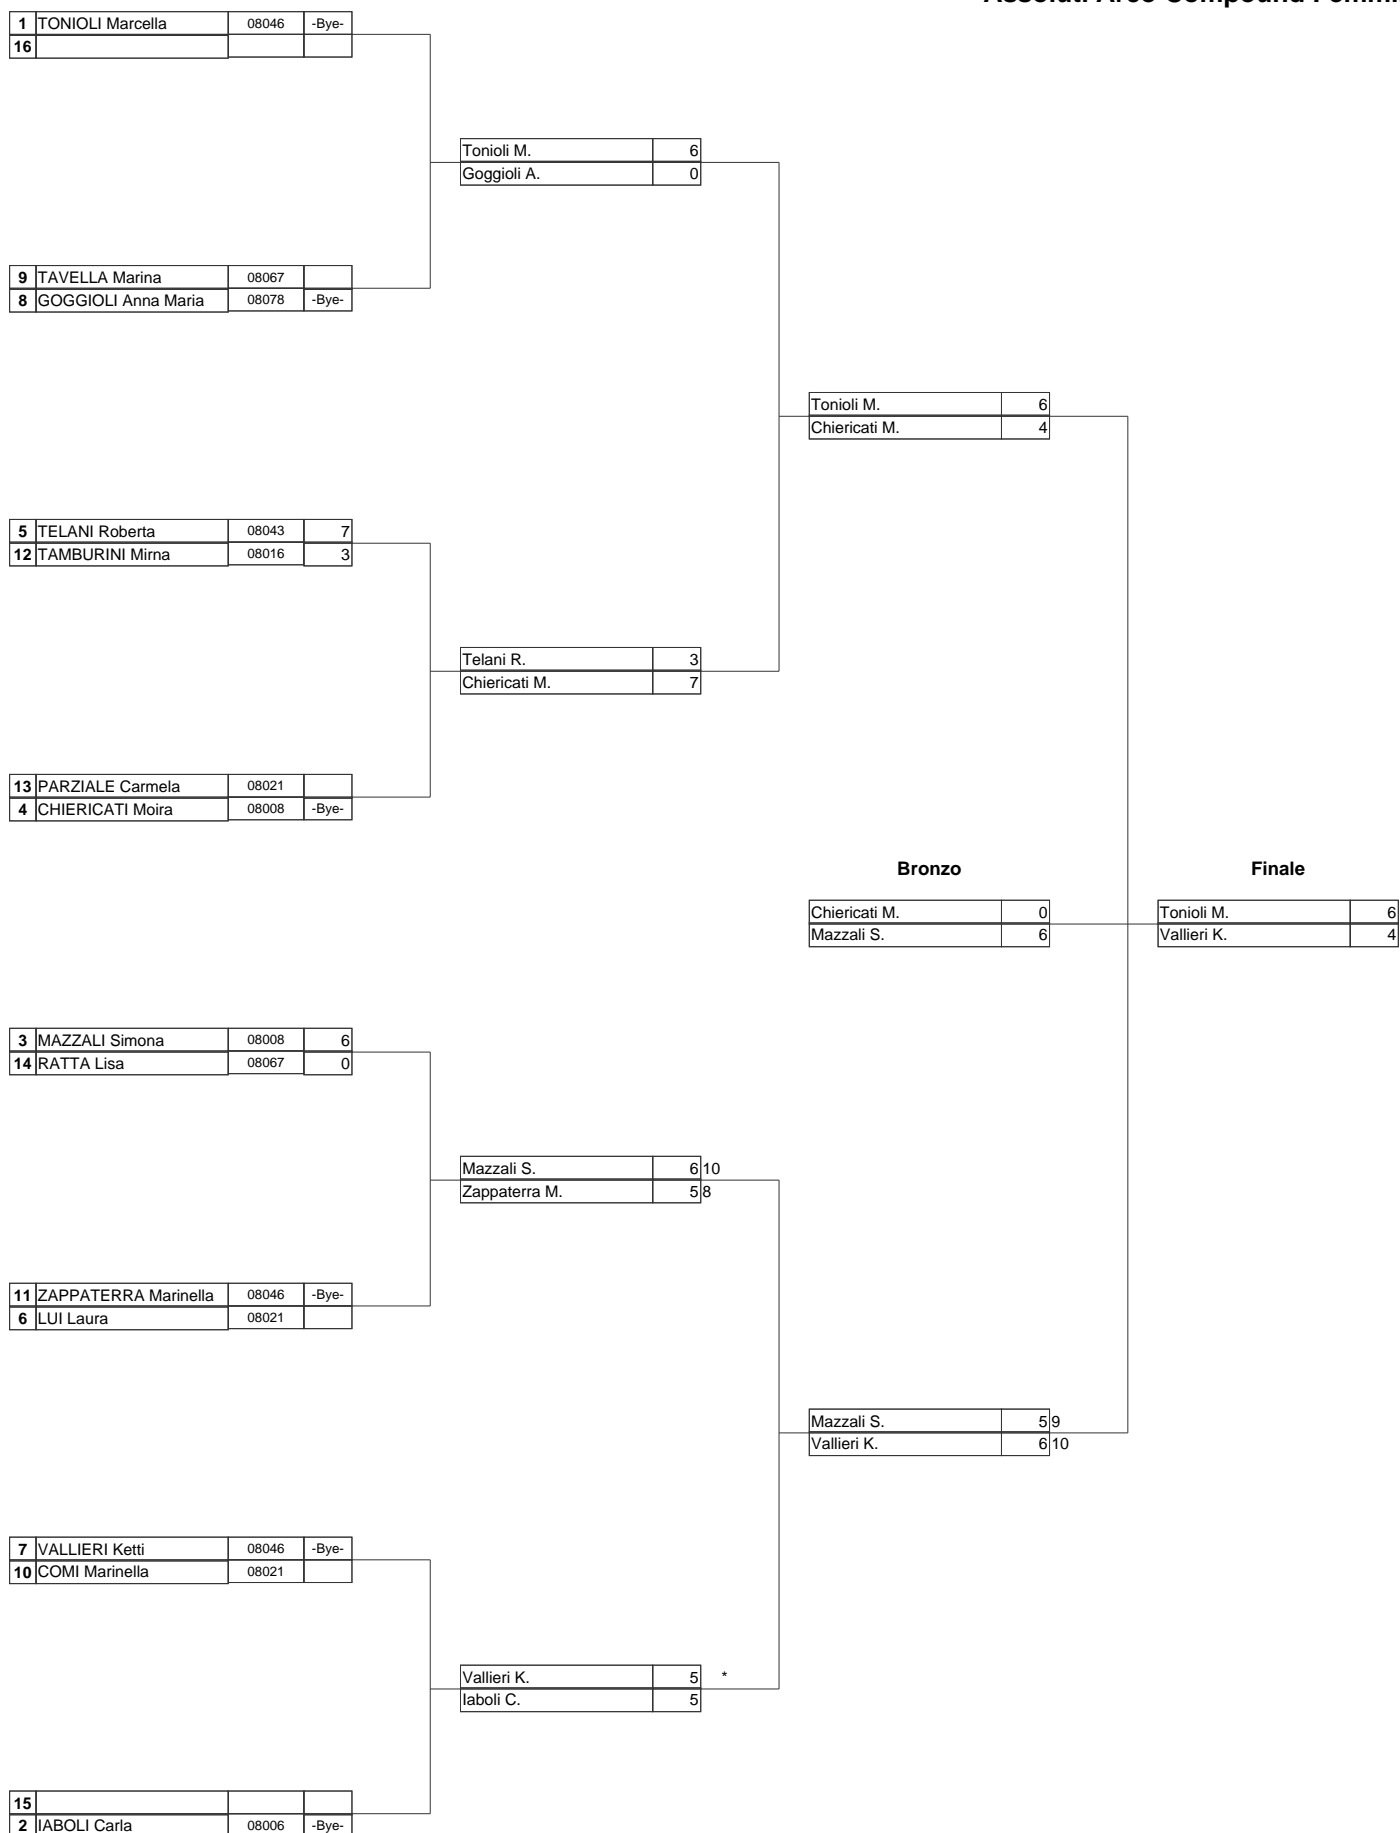 1 TONIOLI Marcella 08046 -Bye-
16
Tonioli M. 6
Goggioli A. 0
9 TAVELLA Marina 08067
8 GOGGIOLI Anna Maria 08078 -Bye-
Tonioli M. 6
Chiericati M. 4
5 TELANI Roberta 08043 7
12 TAMBURINI Mirna 08016 3
Telani R. 3
Chiericati M. 7
13 PARZIALE Carmela 08021
4 CHIERICATI Moira 08008 -Bye-
Bronzo Finale
Chiericati M. 0 Tonioli M. 6
Mazzali S. 6 Vallieri K. 4
3 MAZZALI Simona 08008 6
14 RATTA Lisa 08067 0
Mazzali S. 6 10
Zappaterra M. 5 8
11 ZAPPATERRA Marinella 08046 -Bye-
6 LUI Laura 08021
Mazzali S. 5 9
Vallieri K. 6 10
7 VALLIERI Ketti 08046 -Bye-
10 COMI Marinella 08021
Vallieri K. 5 *
Iaboli C. 5
15
2 IABOLI Carla 08006 -Bye-